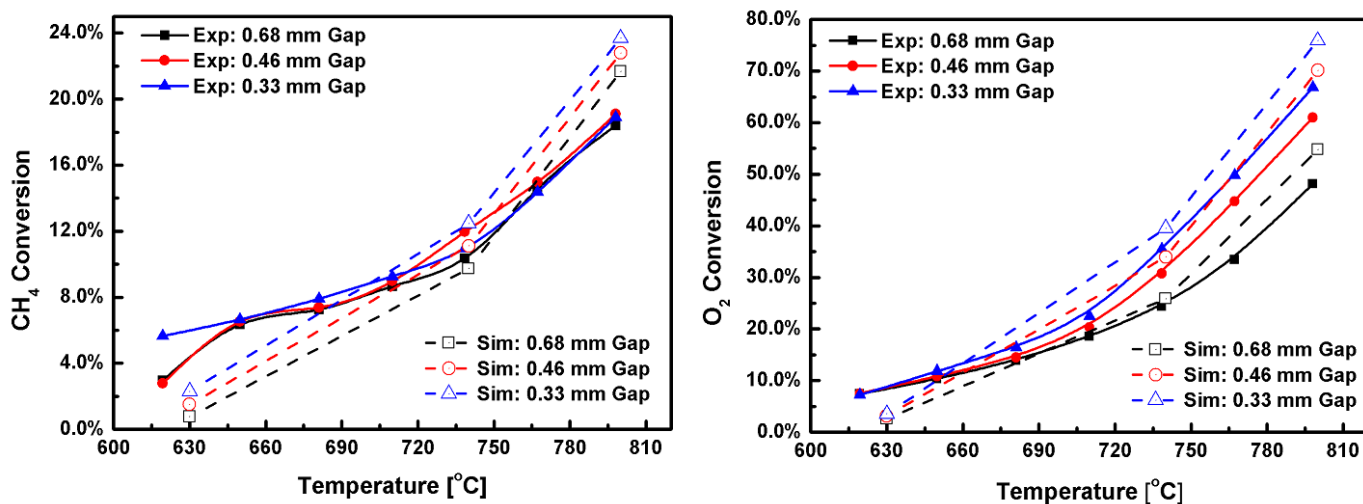 24.0%
20.0%
16.0%
12.0%
8.0%
4.0%
0.0%
CH4 Conversion
Exp: 0.68 mm Gap
Exp: 0.46 mm Gap
Exp: 0.33 mm Gap
Sim: 0.68 mm Gap
Sim: 0.46 mm Gap
Sim: 0.33 mm Gap
600 630 660 690 720 750 780 810
Temperature [°C]
80.0%
70.0%
60.0%
50.0%
40.0%
30.0%
20.0%
10.0%
0.0%
O2 Conversion
Exp: 0.68 mm Gap
Exp: 0.46 mm Gap
Exp: 0.33 mm Gap
Sim: 0.68 mm Gap
Sim: 0.46 mm Gap
Sim: 0.33 mm Gap
600 630 660 690 720 750 780 810
Temperature [°C]